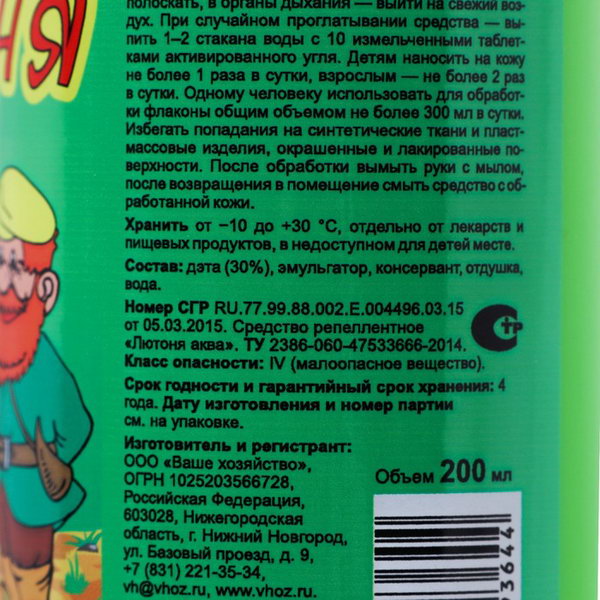 НЯ
полоскать, в органы дыхания — выйти на свежий воз-
дух. При случайном проглатывании средства — вы-
пить 1–2 стакана воды с 10 измельченными таблет-
ками активированного угля. Детям наносить на кожу
не более 1 раза в сутки, взрослым — не более 2 раз
в сутки. Одному человеку использовать для обработ-
ки флаконы общим объемом не более 300 мл в сутки.
Избегать попадания на синтетические ткани и пласт-
массовые изделия, окрашенные и лакированные по-
верхности. После обработки вымыть руки с мылом,
после возвращения в помещение смыть средство с об-
работанной кожи.
Хранить от −10 до +30 °С, отдельно от лекарств и
пищевых продуктов, в недоступном для детей месте.
Состав: дэта (30%), эмульгатор, консервант, отдушка,
вода.
Номер СГР RU.77.99.88.002.Е.004496.03.15
от 05.03.2015. Средство репеллентное
«Лютоня аква». ТУ 2386-060-47533666-2014.
Класс опасности: IV (малоопасное вещество).
Срок годности и гарантийный срок хранения: 4
года. Дату изготовления и номер партии
см. на упаковке.
Изготовитель и регистрант:
ООО «Ваше хозяйство»,
ОГРН 1025203566728,
Российская Федерация,
603028, Нижегородская
область, г. Нижний Новгород,
ул. Базовый проезд, д. 9,
+7 (831) 221-35-34,
vh@vhoz.ru, www.vhoz.ru.
Объем 200 мл
93644